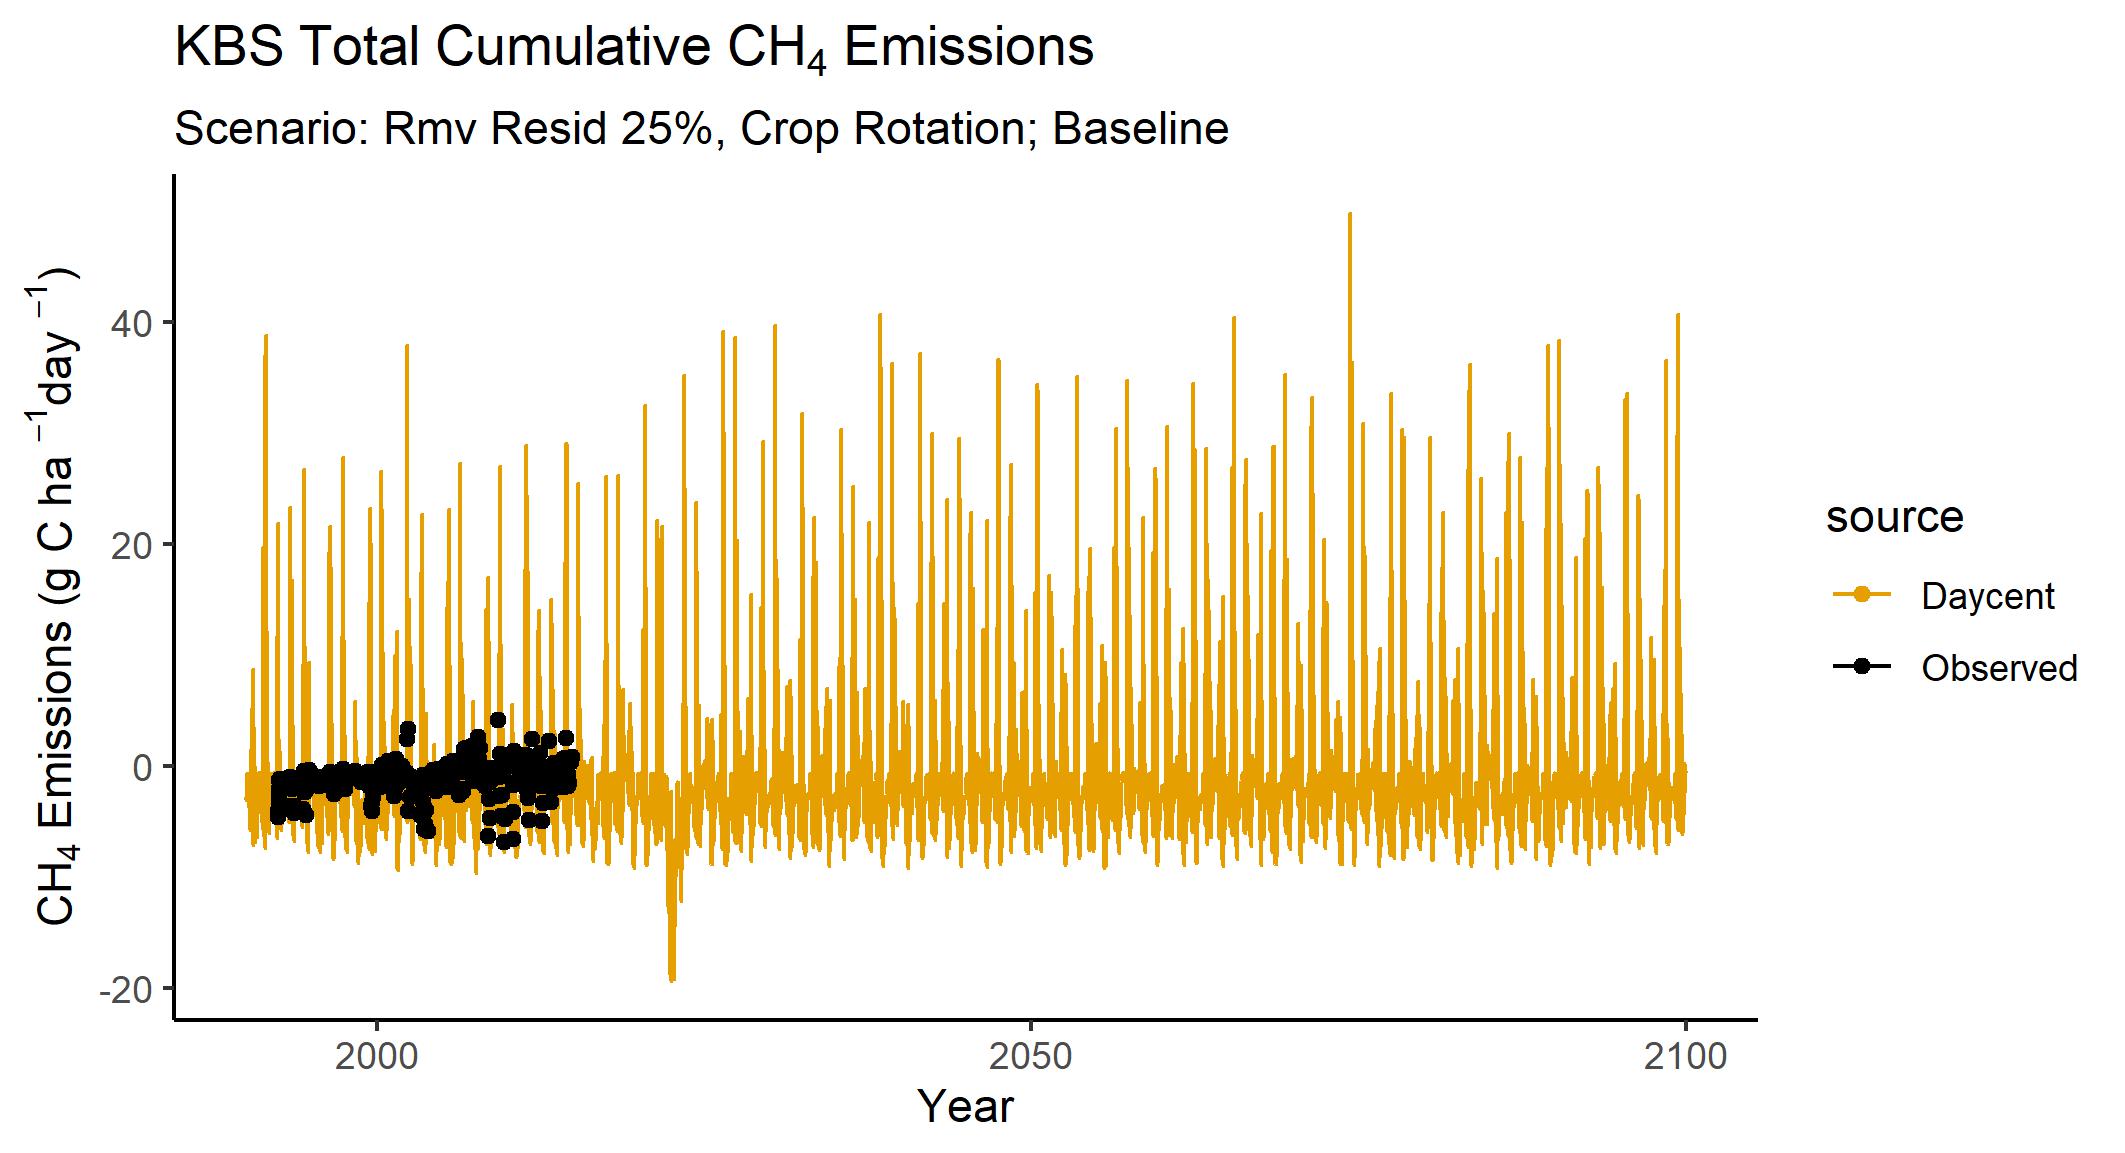 KBS Total Cumulative CH₄ Emissions
Scenario: Rmv Resid 25%, Crop Rotation; Baseline
CH₄ Emissions (g C ha ⁻¹day ⁻¹)
40
20
0
-20
2000 2050 2100
Year
source
Daycent
Observed